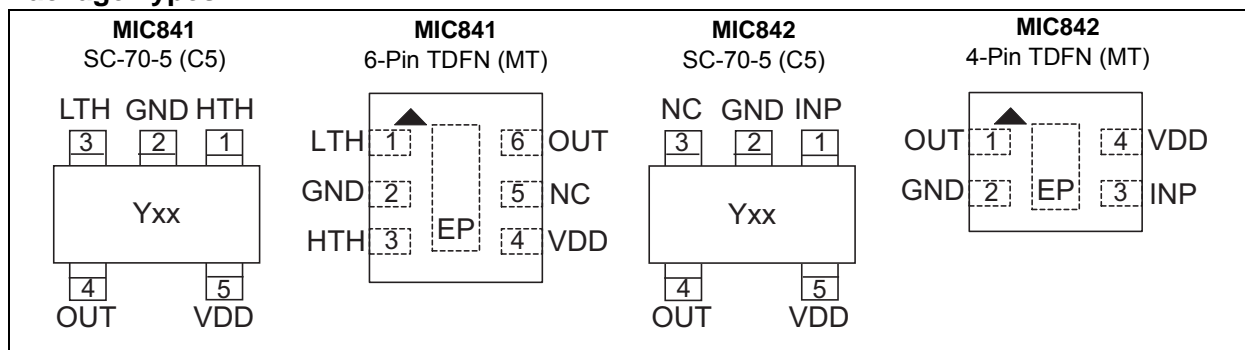 Package Types
MIC841
SC-70-5 (C5)
LTH GND HTH
3 2 1
Yxx
4 5
OUT VDD
MIC841
6-Pin TDFN (MT)
LTH 1 6 OUT
GND 2 5 NC
HTH 3 EP 4 VDD
MIC842
SC-70-5 (C5)
NC GND INP
3 2 1
Yxx
4 5
OUT VDD
MIC842
4-Pin TDFN (MT)
OUT 1 4 VDD
GND 2 EP 3 INP